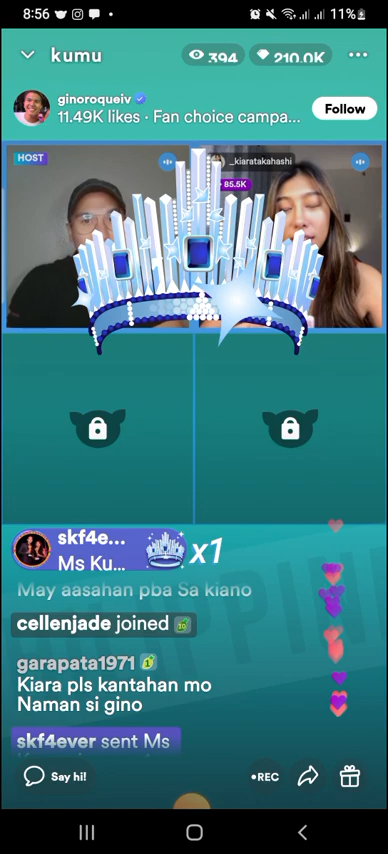 8:56
11%
kumu
394
210.0K
ginoroqueiv
11.49K likes · Fan choice campa...
Follow
HOST
_kiaratakahashi
85.5K
skf4e...
Ms Ku...
x1
May aasahan pba Sa kiano
cellenjade joined 10
garapata1971 1
Kiara pls kantahan mo
Naman si gino
skf4ever sent Ms
Say hi!
•REC